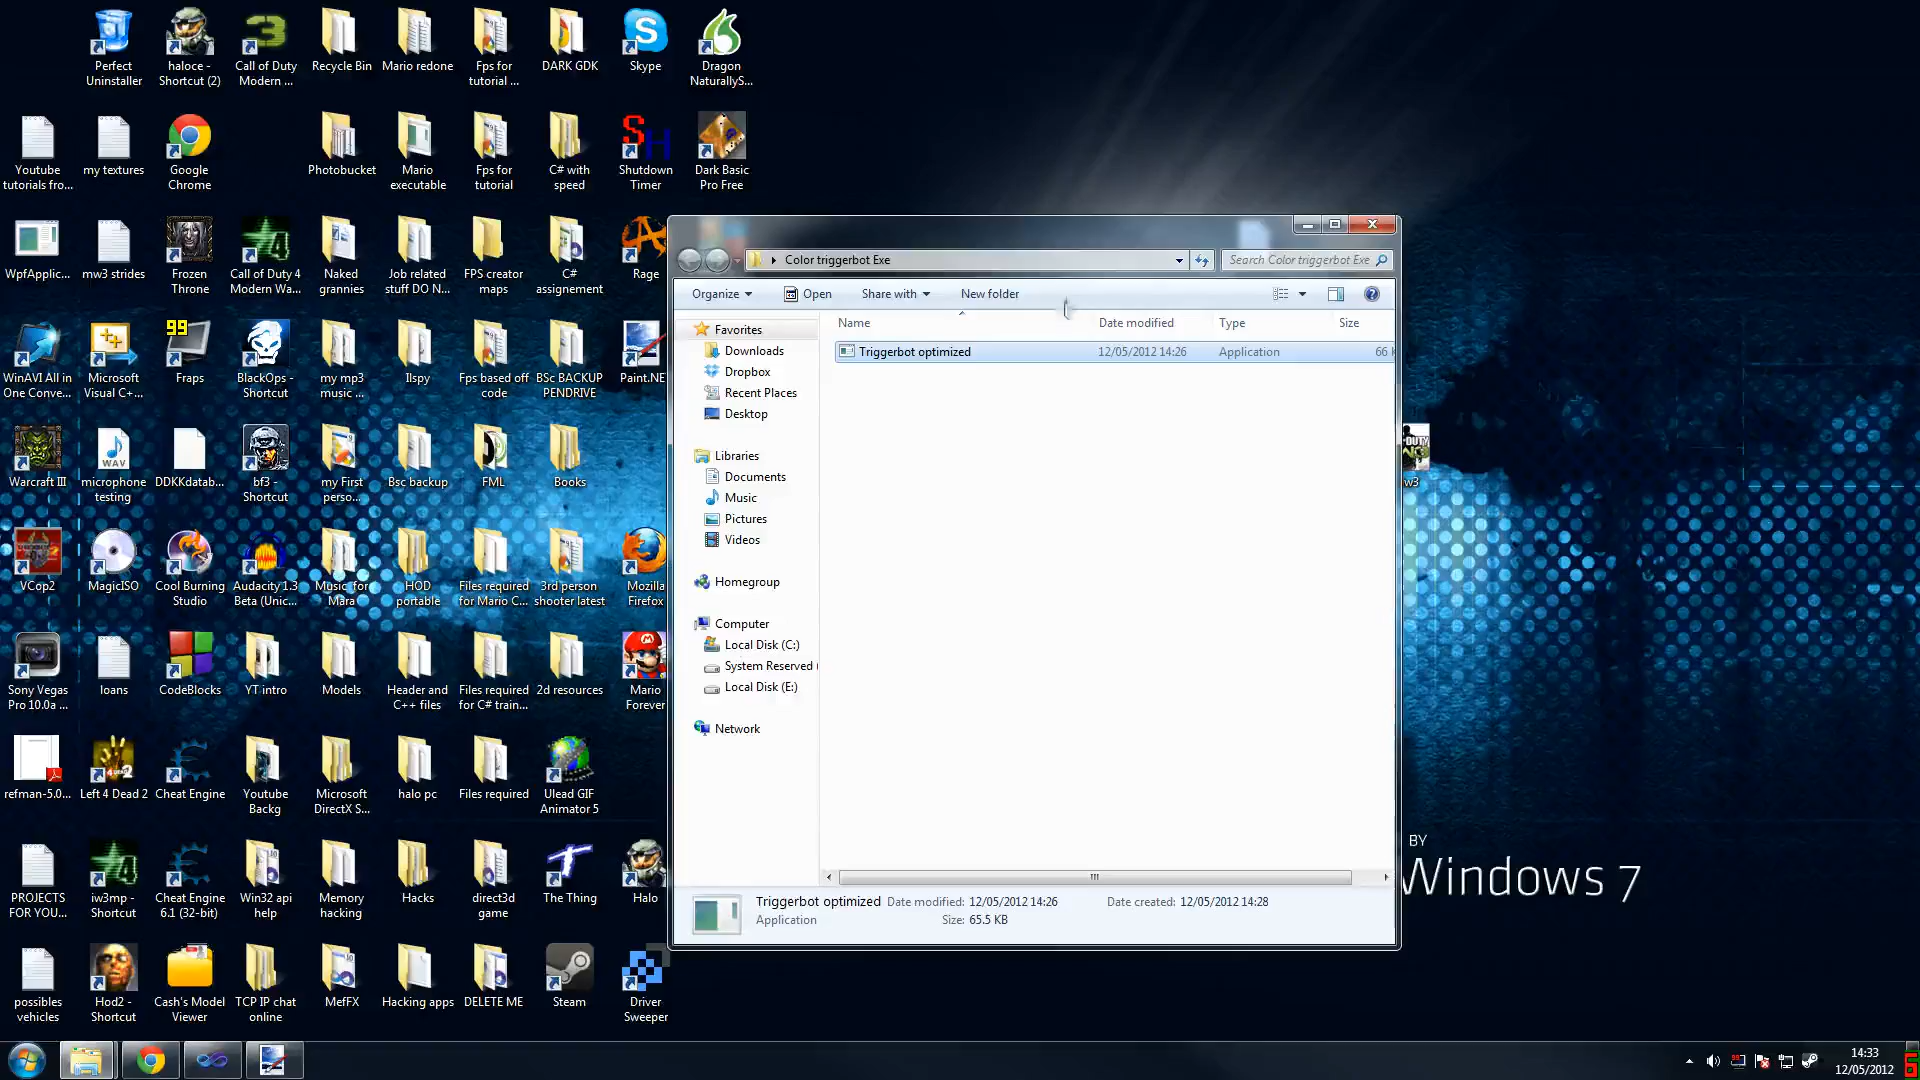 Perfect Uninstaller
haloce - Shortcut (2)
Call of Duty Modern ...
Recycle Bin
Mario redone
Fps for tutorial ...
DARK GDK
Skype
Dragon NaturallyS...
Youtube tutorials fro...
my textures
Google Chrome
Photobucket
Mario executable
Fps for tutorial
C# with speed
Shutdown Timer
Dark Basic Pro Free
WpfApplic...
mw3 strides
Frozen Throne
Call of Duty 4 Modern Wa...
Naked grannies
Job related stuff DO N...
FPS creator maps
C# assignement
Rage
99
WinAVI All in One Conve...
Microsoft Visual C+...
Fraps
BlackOps - Shortcut
my mp3 music ...
Ilspy
Fps based off code
BSc BACKUP PENDRIVE
Paint.NE
Warcraft III
WAV
microphone testing
DDKKdatab...
bf3 - Shortcut
my First perso...
Bsc backup
FML
Books
VCop2
MagicISO
Cool Burning Studio
Audacity 1.3 Beta (Unic...
Music for Mara
HOD portable
Files required for Mario C...
3rd person shooter latest
Mozilla Firefox
Sony Vegas Pro 10.0a ...
loans
CodeBlocks
YT intro
Models
Header and C++ files
Files required for C# train...
2d resources
Mario Forever
refman-5.0...
Left 4 Dead 2
Cheat Engine
Youtube Backg
Microsoft DirectX S...
halo pc
Files required
Ulead GIF Animator 5
PROJECTS FOR YOU...
iw3mp - Shortcut
Cheat Engine 6.1 (32-bit)
Win32 api help
Memory hacking
Hacks
direct3d game
The Thing
Halo
possibles vehicles
Hod2 - Shortcut
Cash's Model Viewer
TCP IP chat online
MefFX
Hacking apps
DELETE ME
Steam
Driver Sweeper
Color triggerbot Exe
Search Color triggerbot Exe
Organize
Open
Share with
New folder
Name
Date modified
Type
Size
Triggerbot optimized
12/05/2012 14:26
Application
66 K
Favorites
Downloads
Dropbox
Recent Places
Desktop
Libraries
Documents
Music
Pictures
Videos
Homegroup
Computer
Local Disk (C:)
System Reserved (
Local Disk (E:)
Network
Triggerbot optimized Date modified: 12/05/2012 14:26 Date created: 12/05/2012 14:28
Application Size: 65.5 KB
w3
BY
Windows 7
14:33
12/05/2012